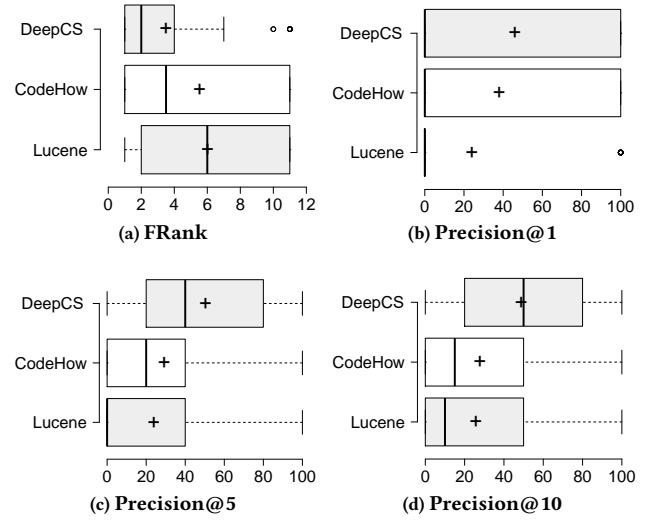 DeepCS
CodeHow
Lucene
0 2 4 6 8 10 12
(a) FRank
DeepCS
CodeHow
Lucene
0 20 40 60 80 100
(b) Precision@1
DeepCS
CodeHow
Lucene
0 20 40 60 80 100
(c) Precision@5
DeepCS
CodeHow
Lucene
0 20 40 60 80 100
(d) Precision@10